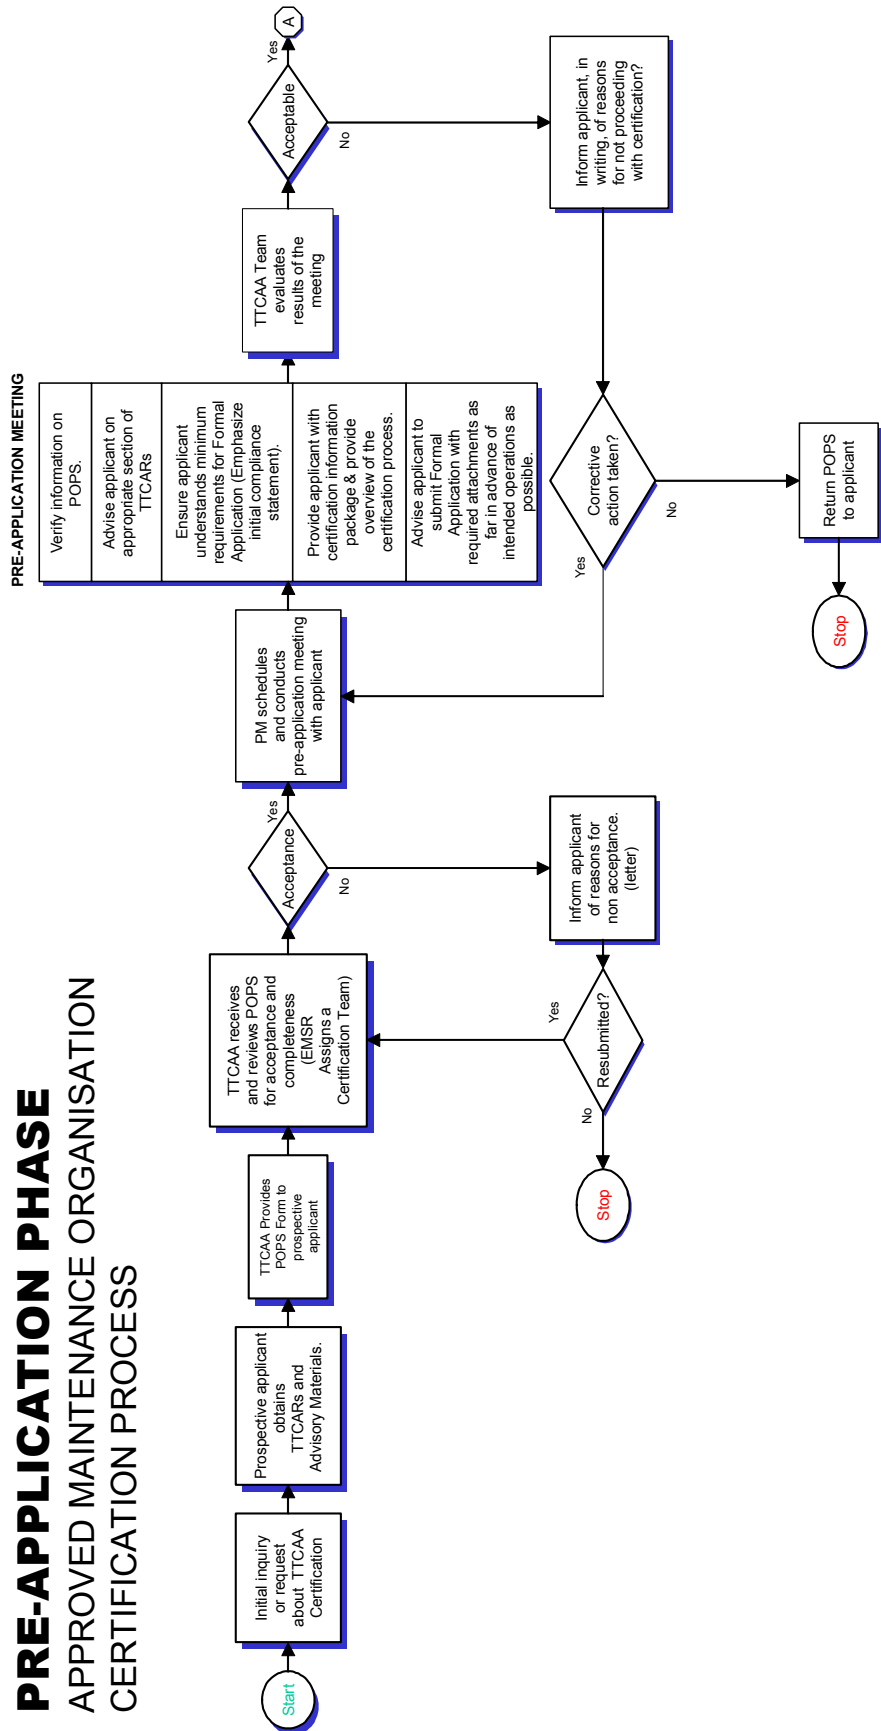 PRE-APPLICATION PHASE
APPROVED MAINTENANCE ORGANISATION
CERTIFICATION PROCESS
Start
Initial inquiry
or request
about TTCAA
Certification
Prospective applicant
obtains
TTCARs and
Advisory Materials.
TTCAA Provides
POPS Form to
prospective
applicant
TTCAA receives
and reviews POPS
for acceptance and
completeness
(EMSR
Assigns a
Certification Team)
Acceptance
Yes
No
Inform applicant
of reasons for
non acceptance.
(letter)
Resubmitted?
Yes
No
Stop
PM schedules
and conducts
pre-application meeting
with applicant
PRE-APPLICATION MEETING
Verify information on
POPS.
Advise applicant on
appropriate section of
TTCARs
Ensure applicant
understands minimum
requirements for Formal
Application (Emphasize
initial compliance
statement).
Provide applicant with
certification information
package & provide
overview of the
certification process.
Advise applicant to
submit Formal
Application with
required attachments as
far in advance of
intended operations as
possible.
TTCAA Team
evaluates
results of the
meeting
Acceptable
Yes
A
No
Inform applicant, in
writing, of reasons
for not proceeding
with certification?
Corrective
action taken?
Yes
No
Return POPS
to applicant
Stop